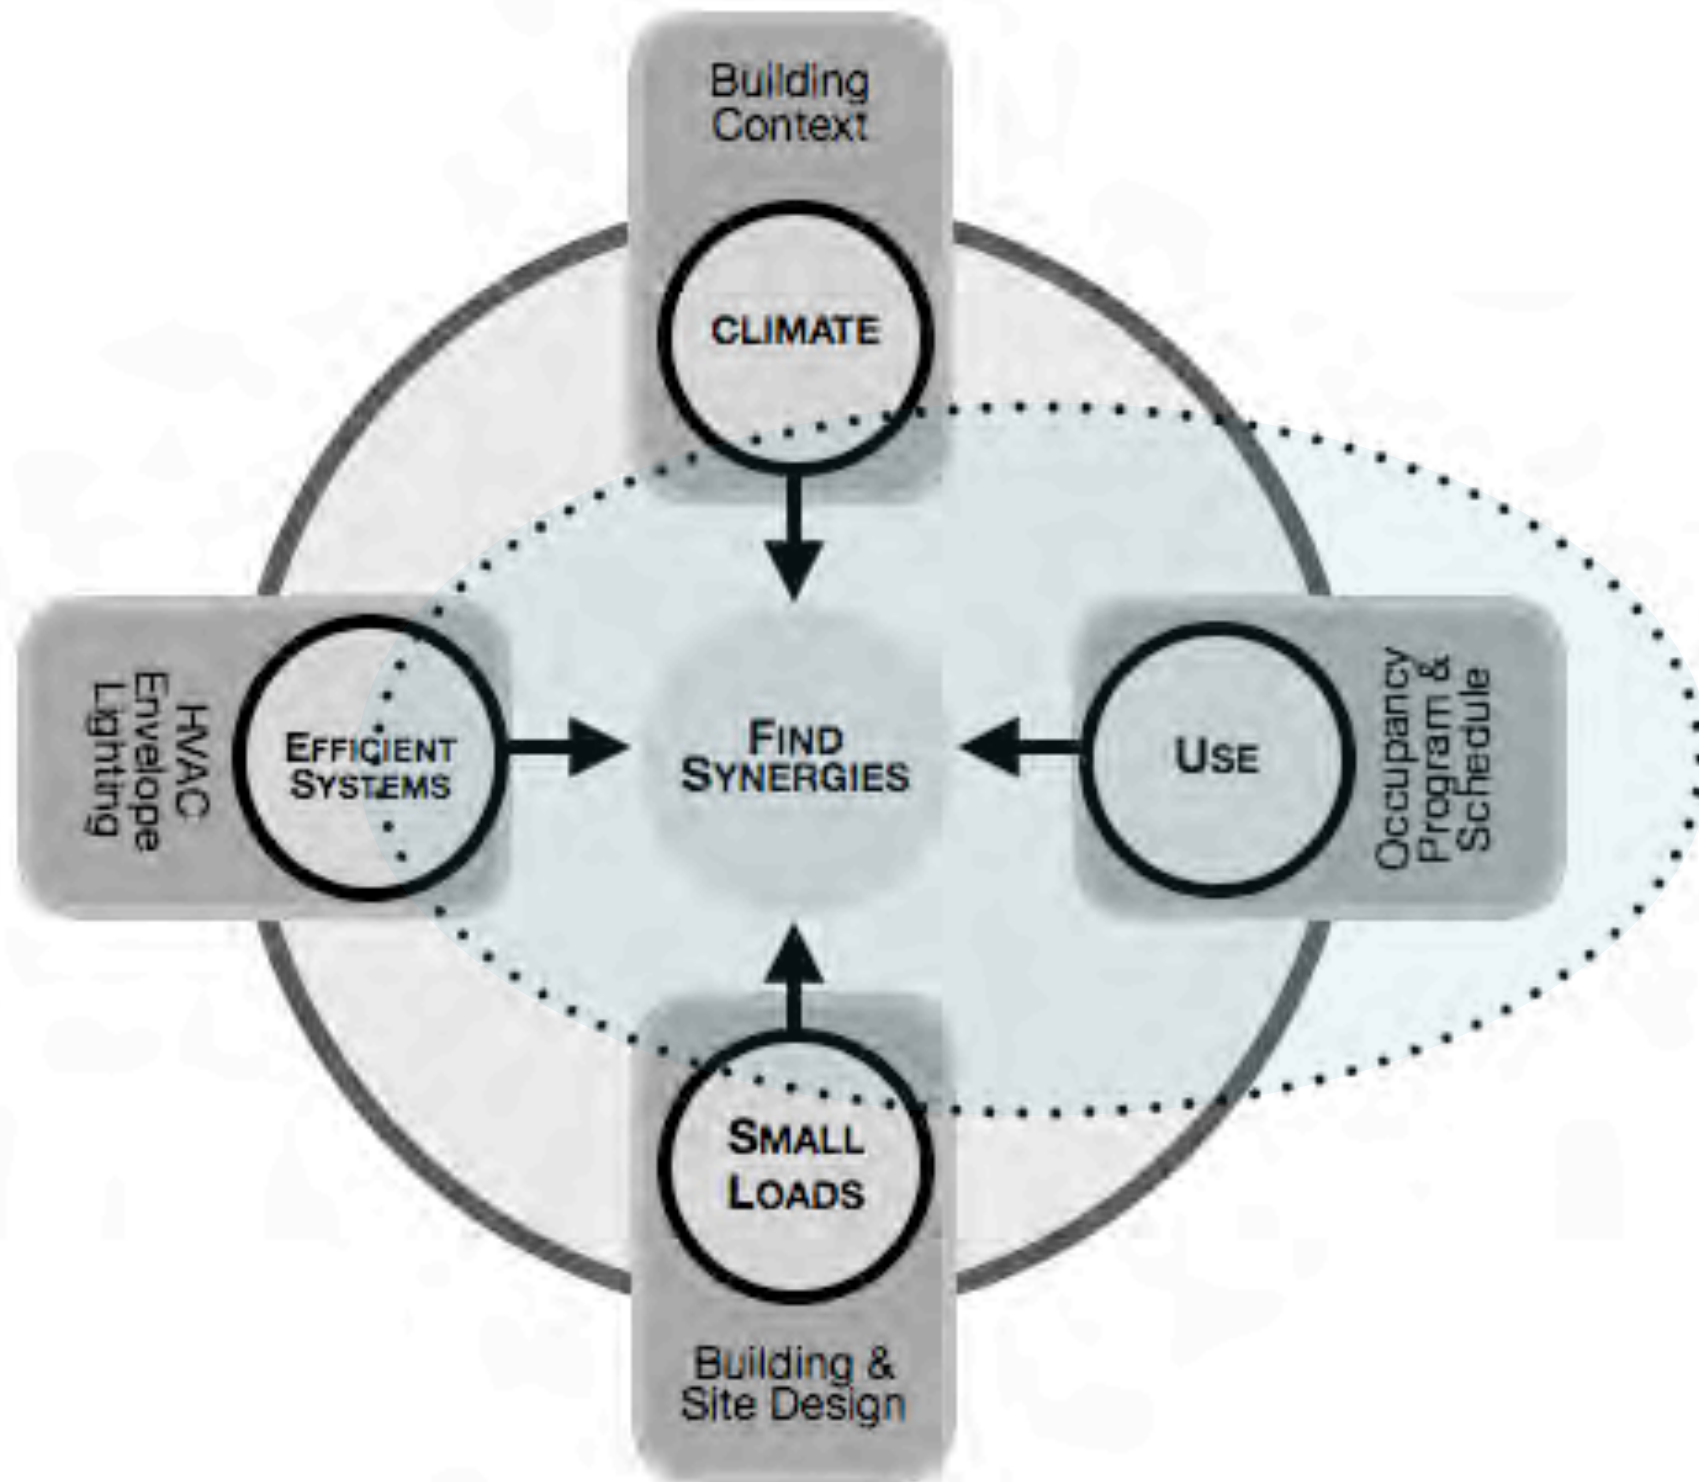 Building
Context
CLIMATE
HVAC
Envelope
Lighting
EFFICIENT
SYSTEMS
FIND
SYNERGIES
USE
Occupancy
Program &
Schedule
SMALL
LOADS
Building &
Site Design